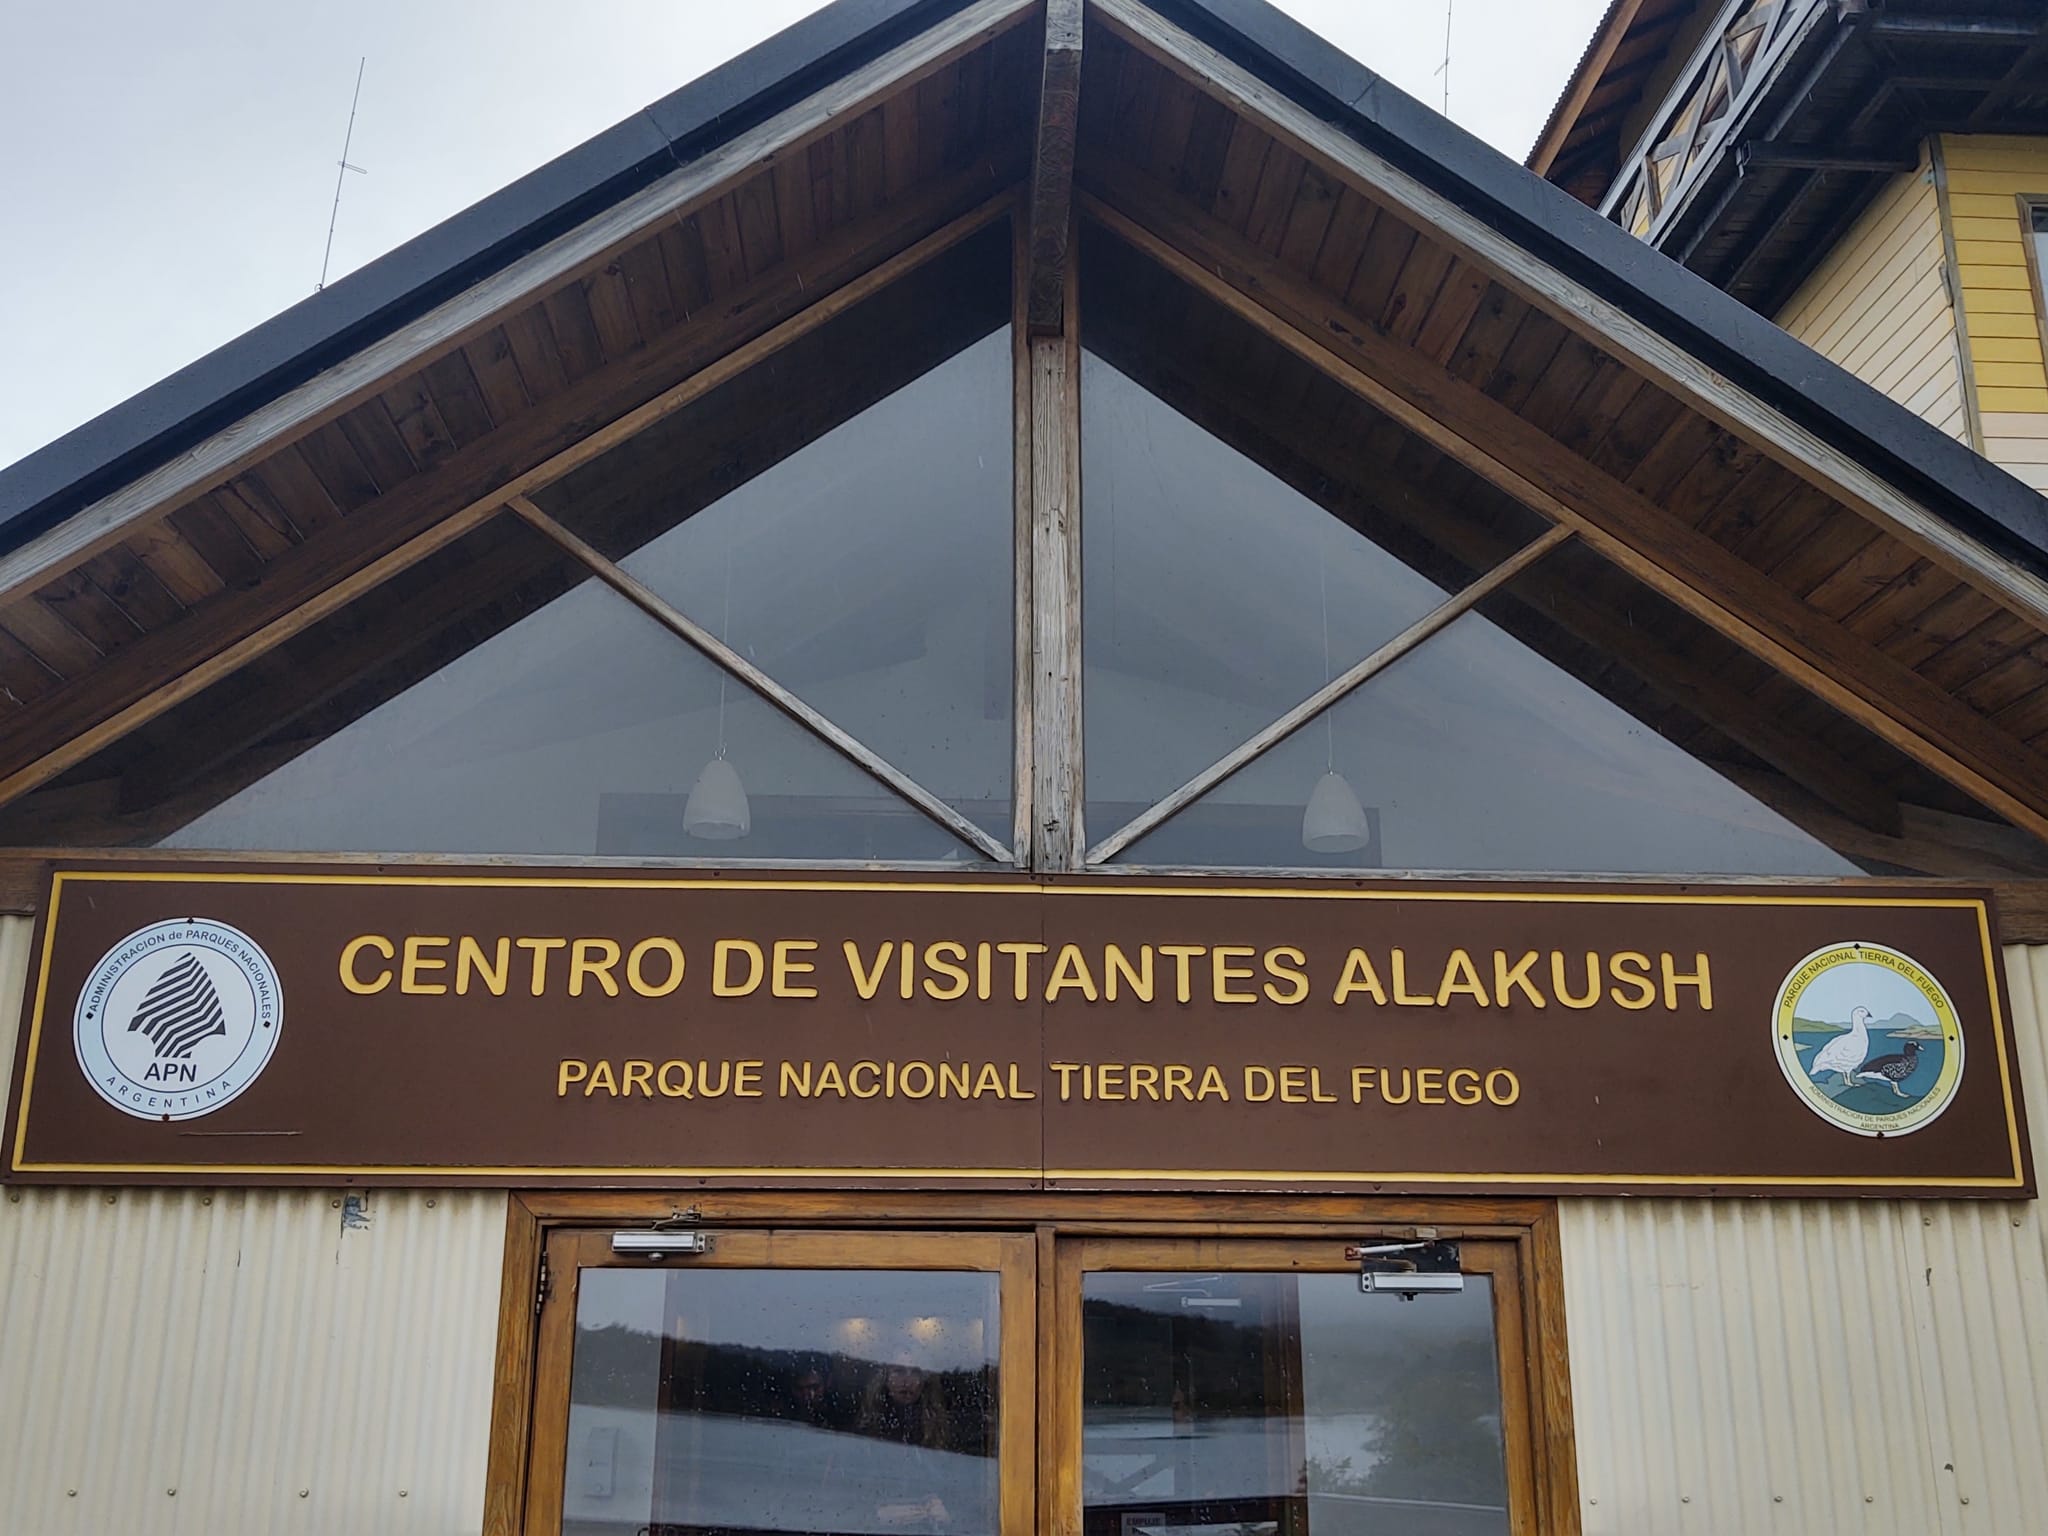 CENTRO DE VISITANTES ALAKUSH
PARQUE NACIONAL TIERRA DEL FUEGO
ADMINISTRACION de PARQUES NACIONALES
APN
ARGENTINA
PARQUE NACIONAL TIERRA DEL FUEGO
ADMINISTRACION DE PARQUES NACIONALES
ARGENTINA
EMPUJE